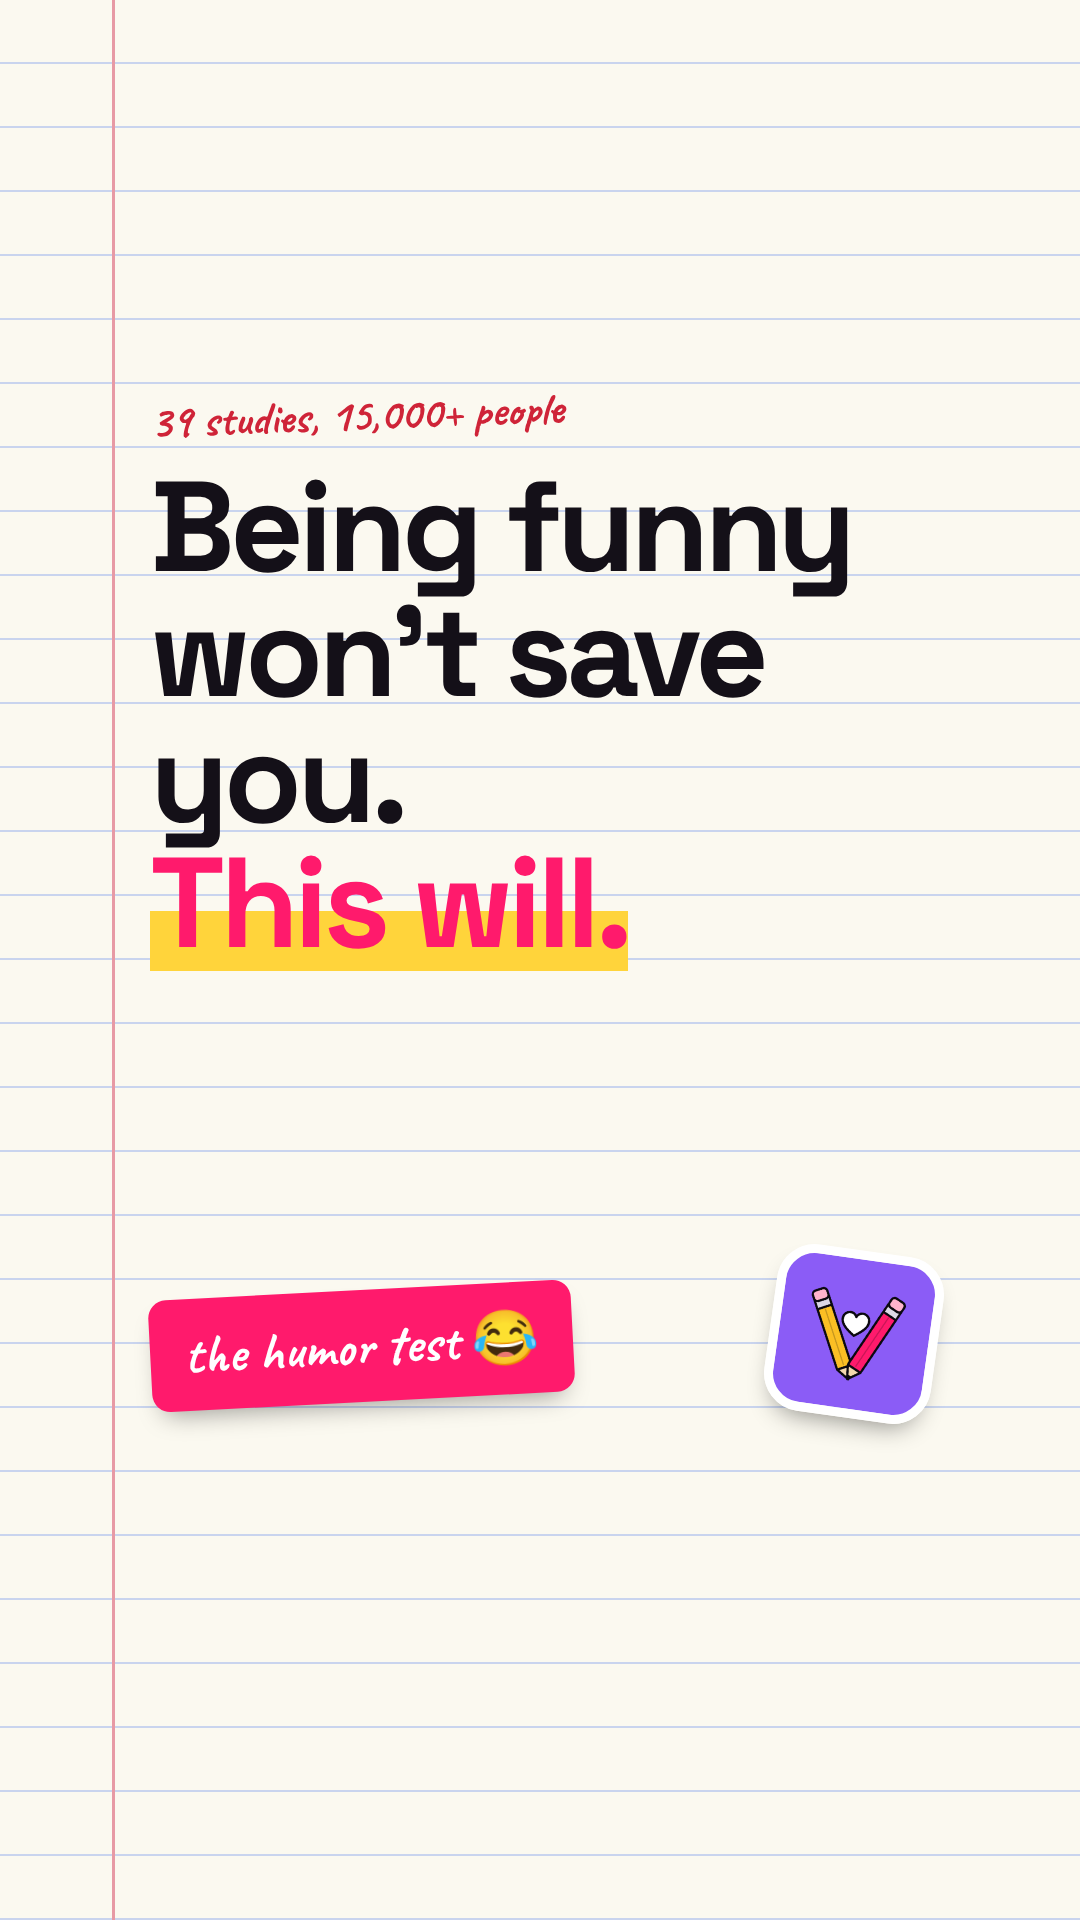 39 studies, 15,000+ people
Being funny
won’t save
you.
This will.
the humor test 😂